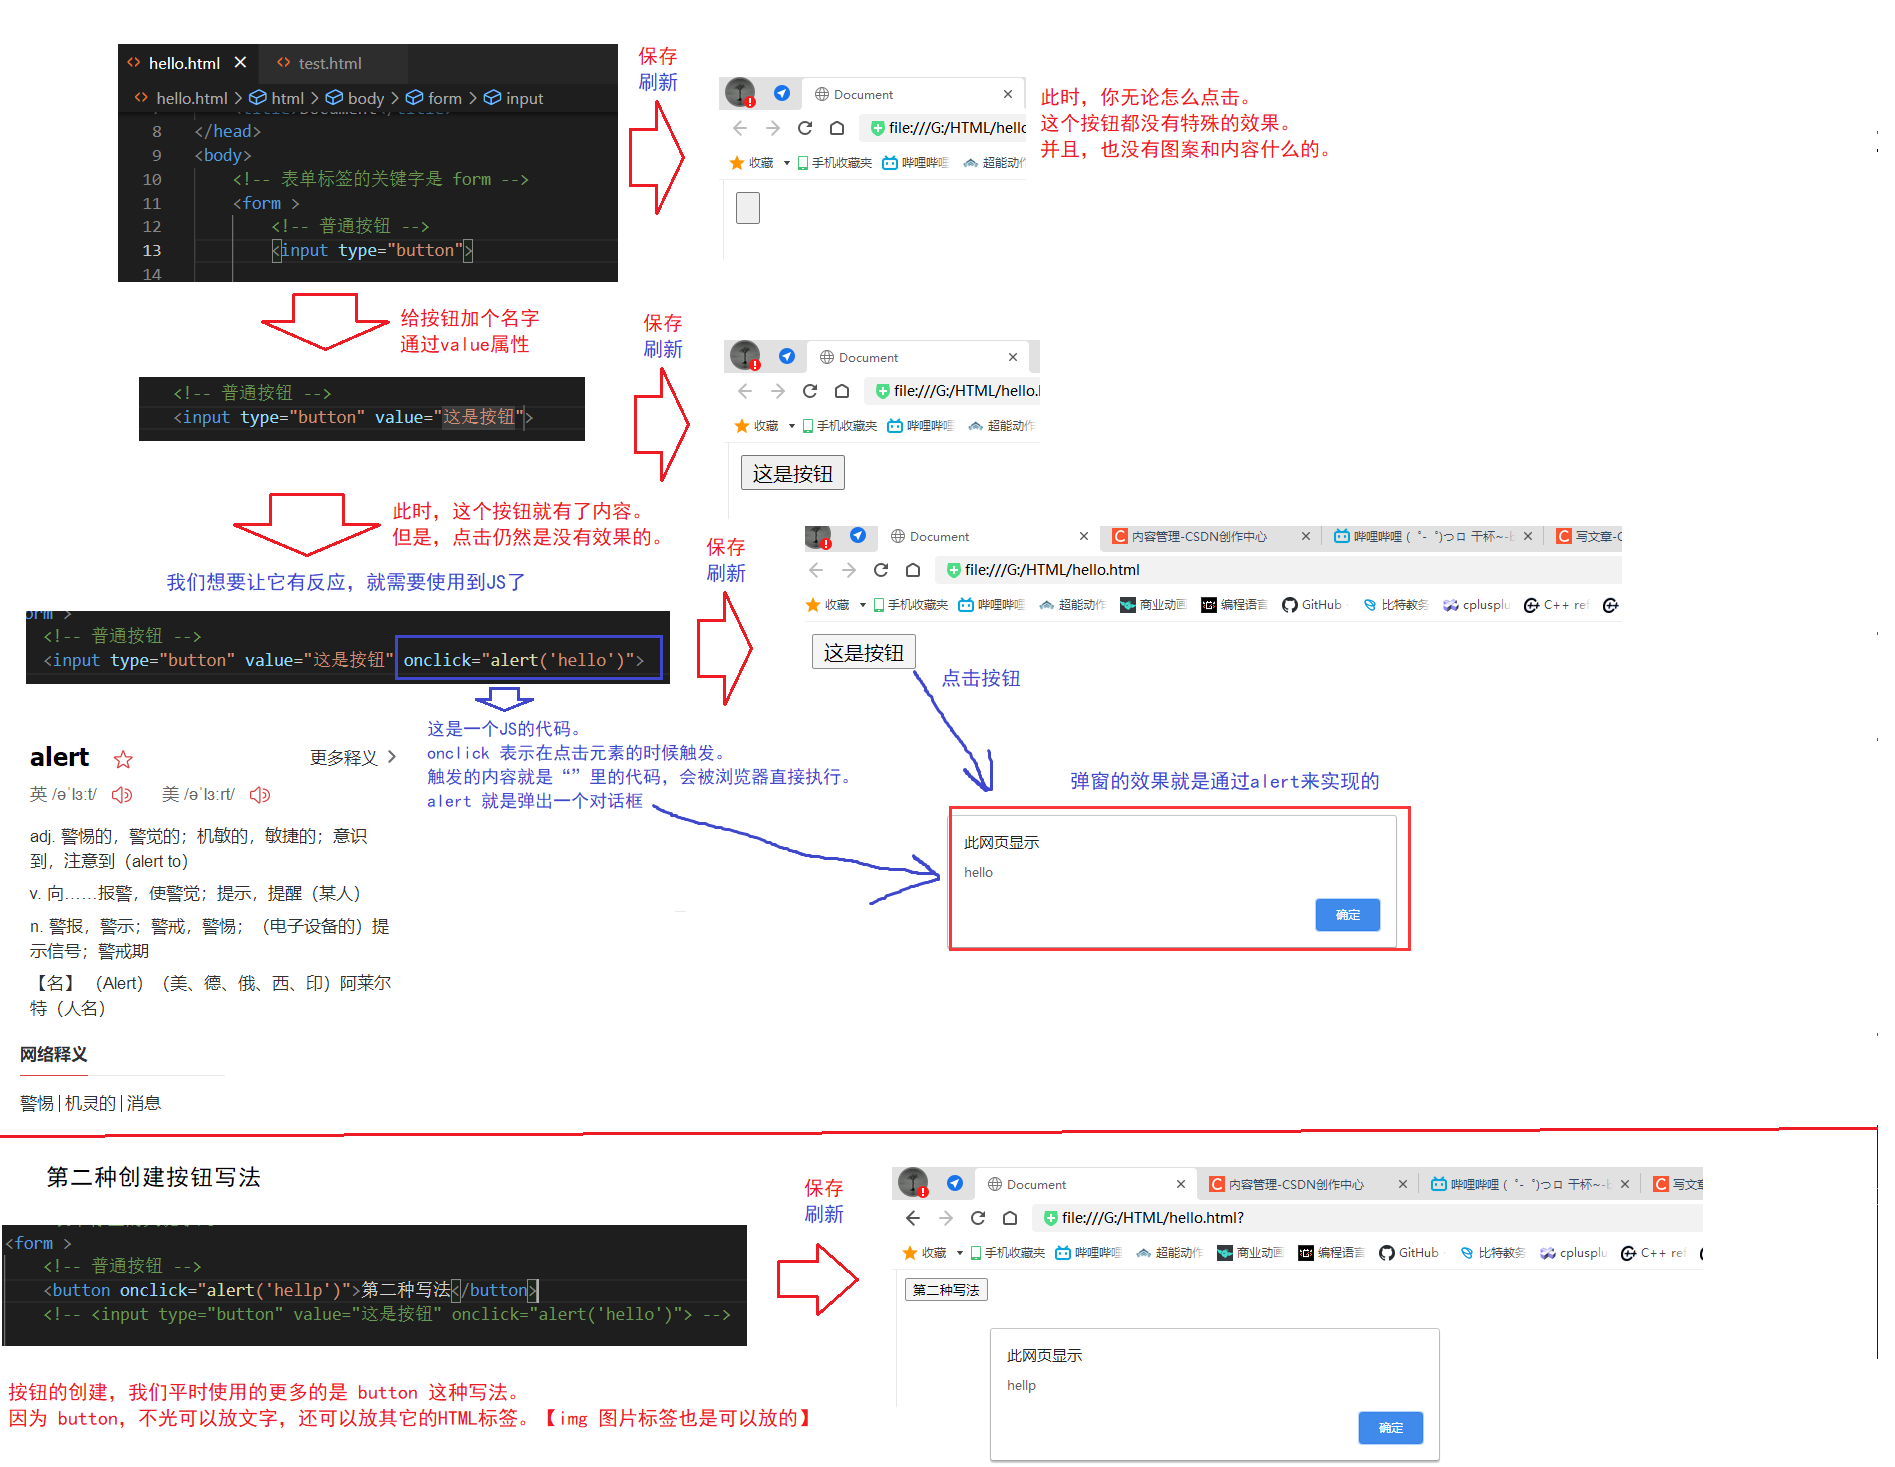 hello.html
test.html
hello.html > html > body > form > input
8 </head>
9 <body>
10 <!-- 表单标签的关键字是 form -->
11 <form >
12 <!-- 普通按钮 -->
13 <input type="button">
14
保存
刷新
Document
file:///G:/HTML/hello
收藏 手机收藏夹 哔哩哔哩 超能动作
此时，你无论怎么点击。
这个按钮都没有特殊的效果。
并且，也没有图案和内容什么的。
给按钮加个名字
通过value属性
<!-- 普通按钮 -->
<input type="button" value="这是按钮">
保存
刷新
Document
file:///G:/HTML/hello.
收藏 手机收藏夹 哔哩哔哩 超能动作
这是按钮
此时，这个按钮就有了内容。
但是，点击仍然是没有效果的。
我们想要让它有反应，就需要使用到JS了
orm >
<!-- 普通按钮 -->
<input type="button" value="这是按钮" onclick="alert('hello')">
保存
刷新
Document
内容管理-CSDN创作中心
哔哩哔哩 (゜-゜)つロ 干杯~-b
写文章-C
file:///G:/HTML/hello.html
收藏 手机收藏夹 哔哩哔哩 超能动作 商业动画 编程语言 GitHub 比特教务 cplusplu C++ ref
这是按钮
点击按钮
这是一个JS的代码。
onclick 表示在点击元素的时候触发。
触发的内容就是“”里的代码，会被浏览器直接执行。
alert 就是弹出一个对话框
弹窗的效果就是通过alert来实现的
此网页显示
hello
确定
alert 更多释义 >
英 /əˈlɜːt/ 美 /əˈlɜːrt/
adj. 警惕的，警觉的；机敏的，敏捷的；意识
到，注意到（alert to）
v. 向……报警，使警觉；提示，提醒（某人）
n. 警报，警示；警戒，警惕；（电子设备的）提
示信号；警戒期
【名】（Alert）（美、德、俄、西、印）阿莱尔
特（人名）
网络释义
警惕 | 机灵的 | 消息
第二种创建按钮写法
<form >
<!-- 普通按钮 -->
<button onclick="alert('hellp')">第二种写法</button>
<!-- <input type="button" value="这是按钮" onclick="alert('hello')"> -->
保存
刷新
Document
内容管理-CSDN创作中心
哔哩哔哩 (゜-゜)つロ 干杯~-b
写文章
file:///G:/HTML/hello.html?
收藏 手机收藏夹 哔哩哔哩 超能动作 商业动画 编程语言 GitHub 比特教务 cplusplu C++ ref
第二种写法
此网页显示
hellp
确定
按钮的创建，我们平时使用的更多的是 button 这种写法。
因为 button，不光可以放文字，还可以放其它的HTML标签。【img 图片标签也是可以放的】